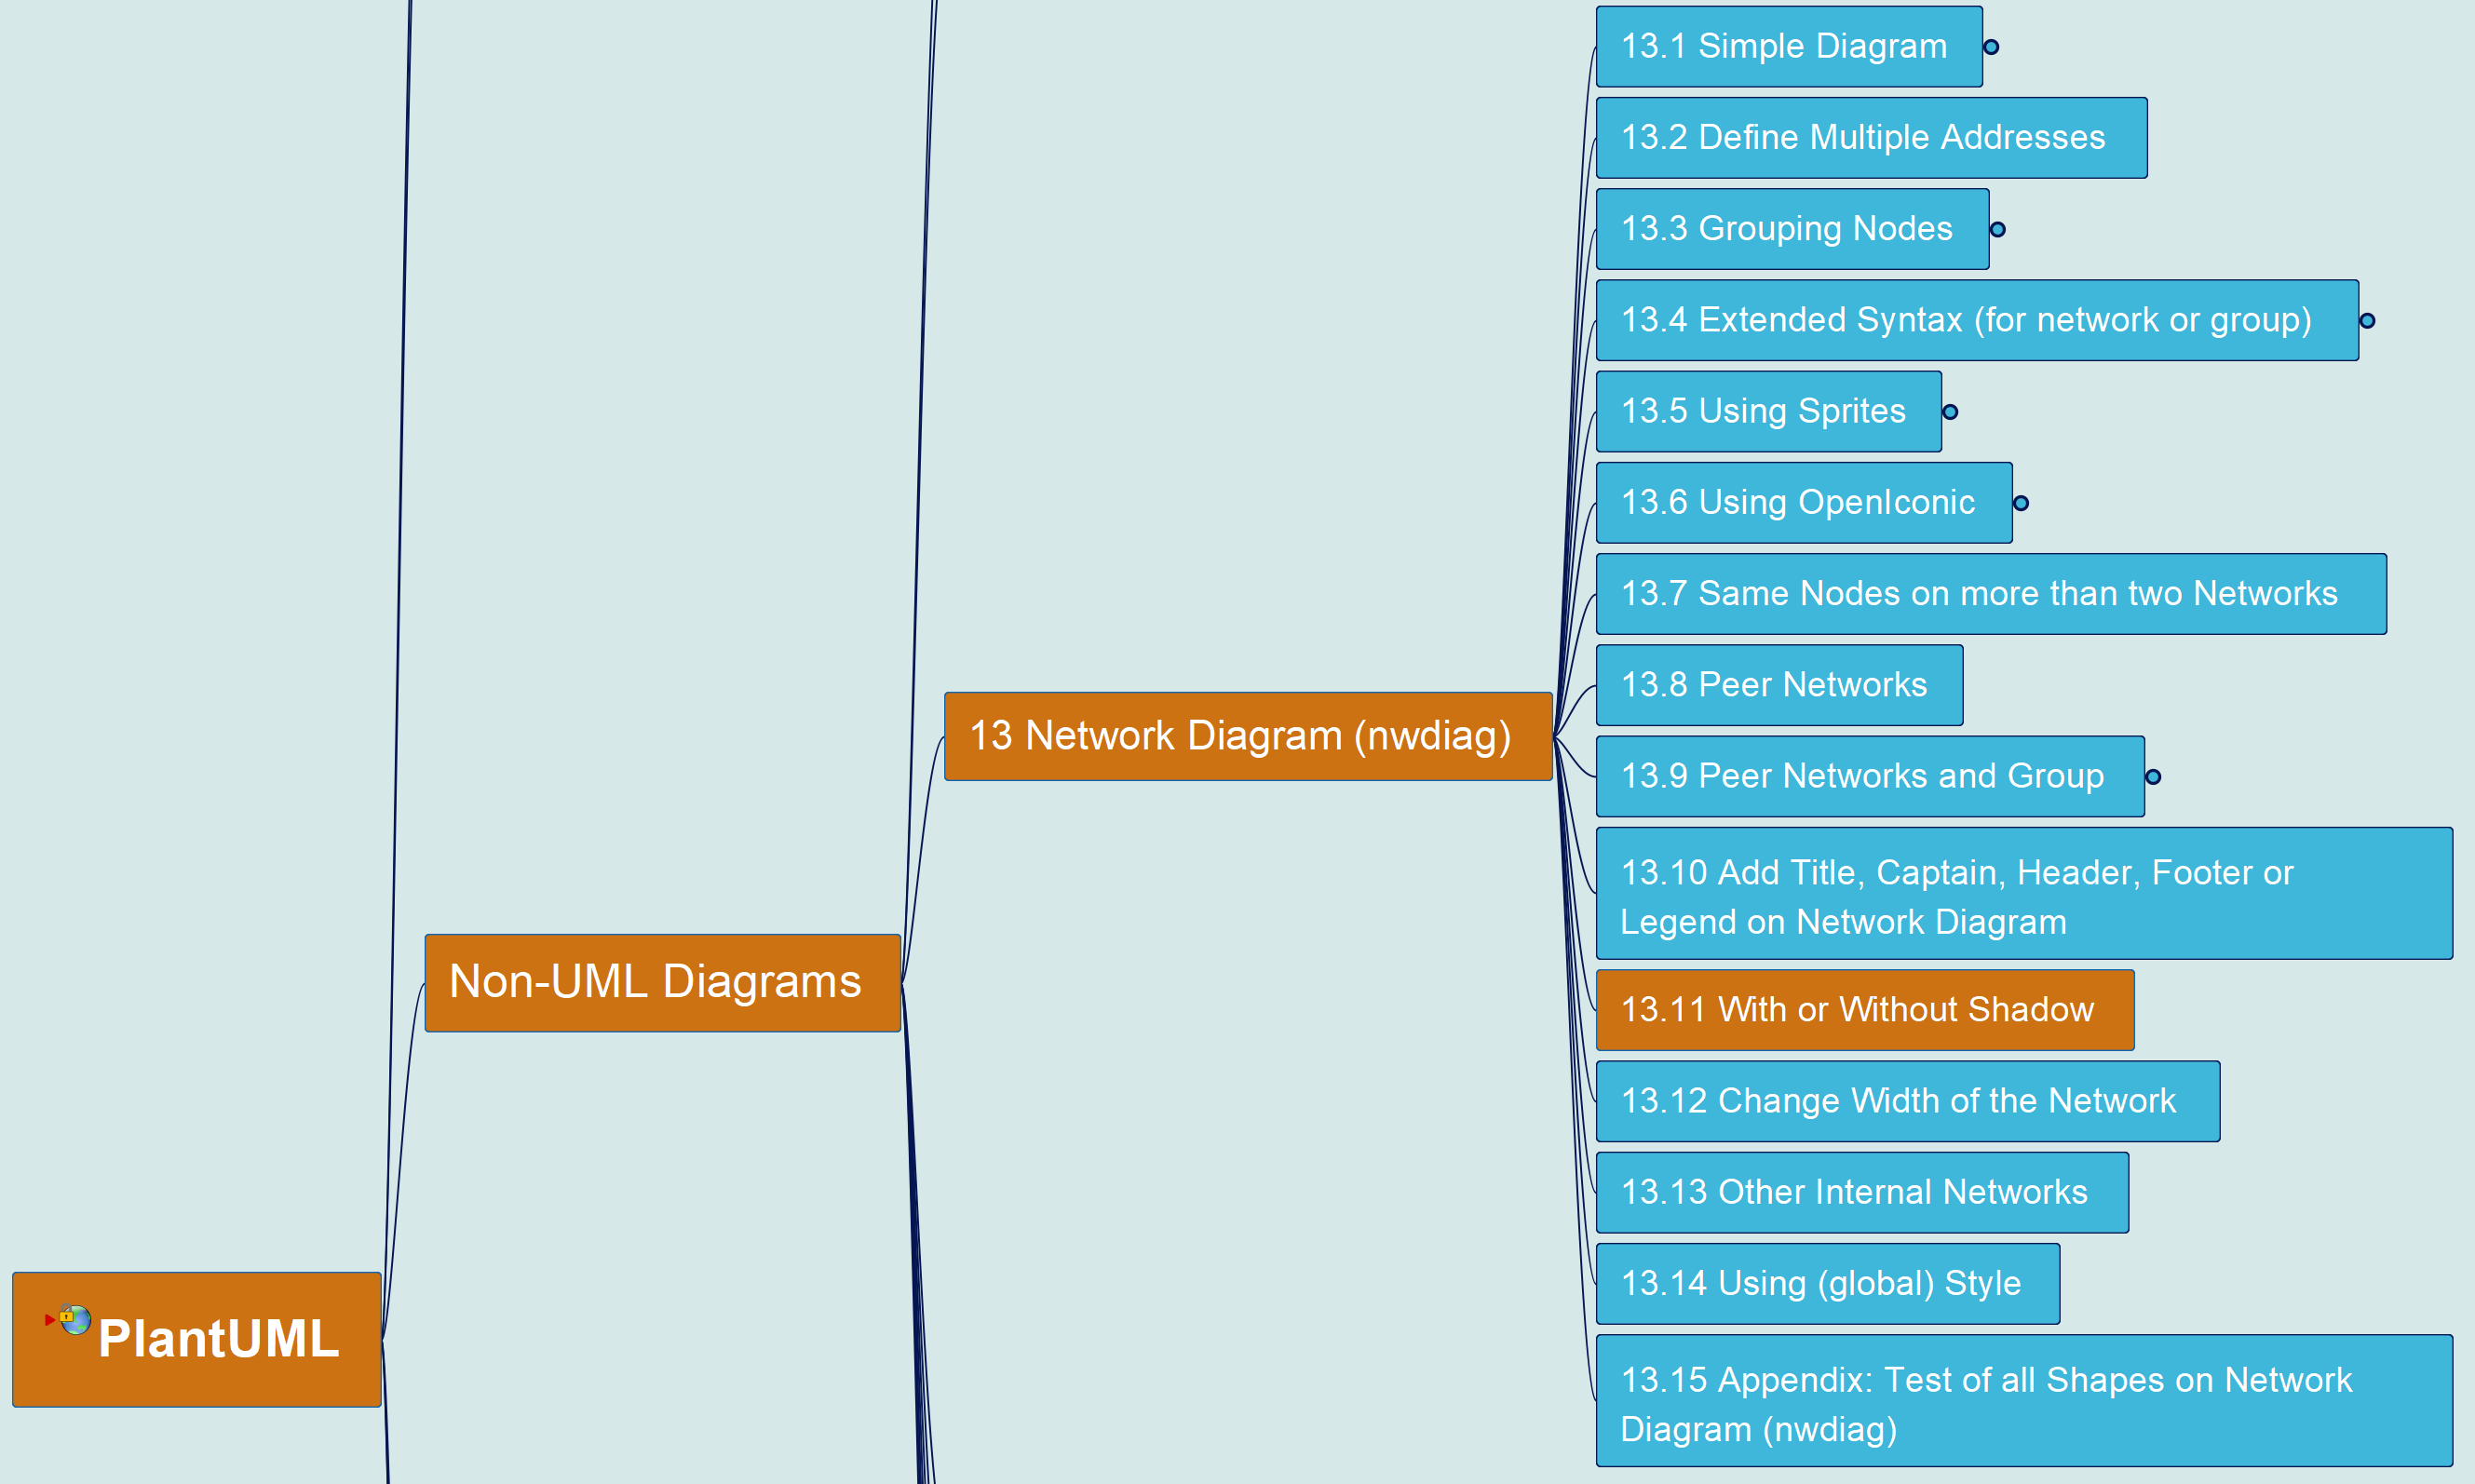 13.1 Simple Diagram
13.2 Define Multiple Addresses
13.3 Grouping Nodes
13.4 Extended Syntax (for network or group)
13.5 Using Sprites
13.6 Using OpenIconic
13.7 Same Nodes on more than two Networks
13.8 Peer Networks
13 Network Diagram (nwdiag)
13.9 Peer Networks and Group
13.10 Add Title, Captain, Header, Footer or
Legend on Network Diagram
Non-UML Diagrams
13.11 With or Without Shadow
13.12 Change Width of the Network
13.13 Other Internal Networks
13.14 Using (global) Style
PlantUML
13.15 Appendix: Test of all Shapes on Network
Diagram (nwdiag)